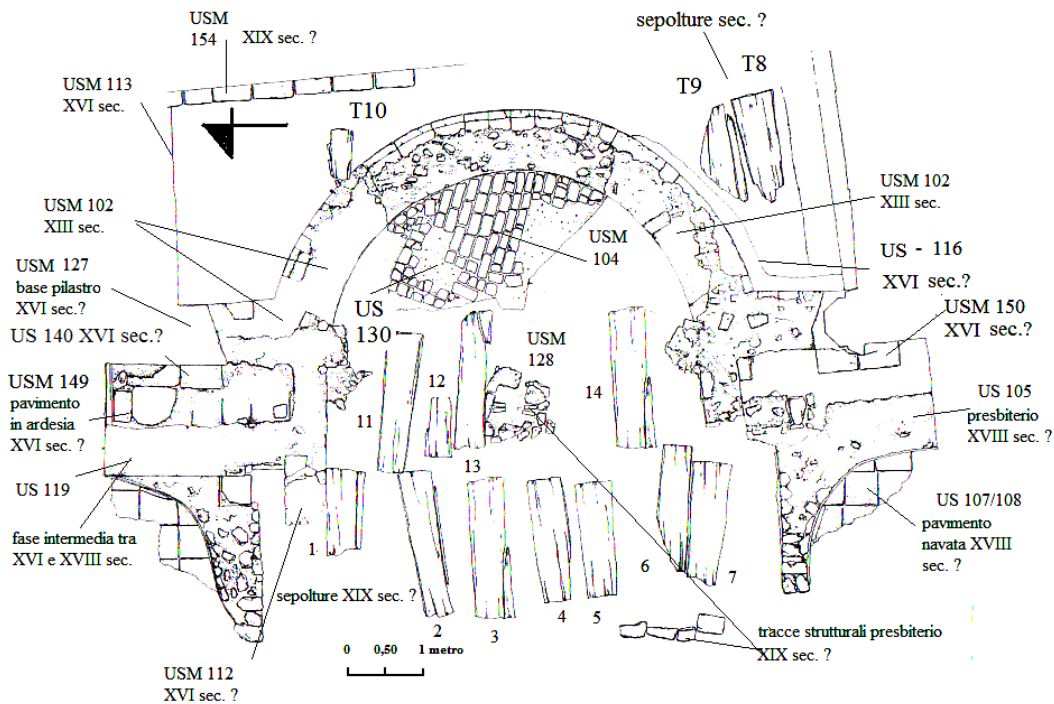 USM
154
XIX sec. ?
sepolture sec. ?
USM 113
XVI sec.
T8
T9
T10
USM 102
XIII sec.
USM 102
XIII sec.
USM
104
US - 116
XVI sec.?
USM 127
base pilastro
XVI sec.?
US
130
USM 150
XVI sec.?
US 140 XVI sec.?
USM
128
USM 149
pavimento
in ardesia
XVI sec. ?
12
14
11
US 105
presbiterio
XVIII sec. ?
13
US 119
US 107/108
pavimento
navata XVIII
sec. ?
fase intermedia tra
XVI e XVIII sec.
1
6
7
sepolture XIX sec. ?
2
3
4
5
tracce strutturali presbiterio
XIX sec. ?
0 0,50 1 metro
USM 112
XVI sec. ?